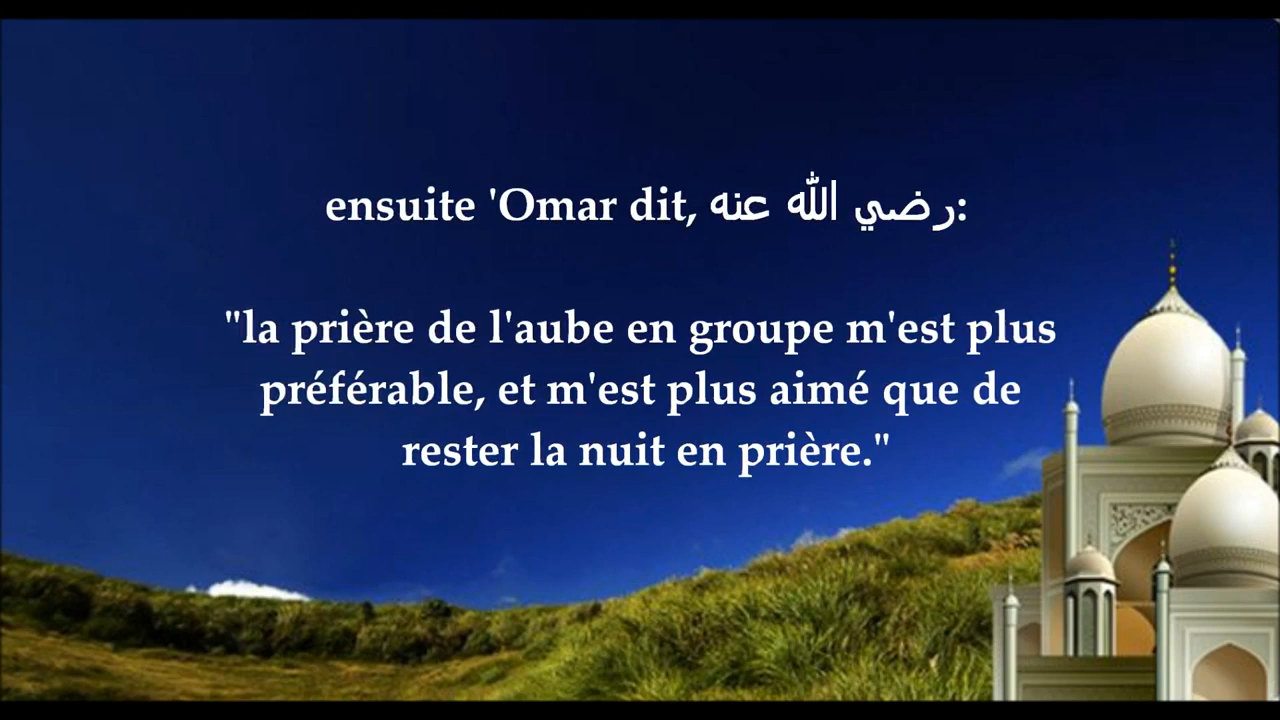 ensuite 'Omar dit, رضي الله عنه:
"la prière de l'aube en groupe m'est plus
préférable, et m'est plus aimé que de
rester la nuit en prière."